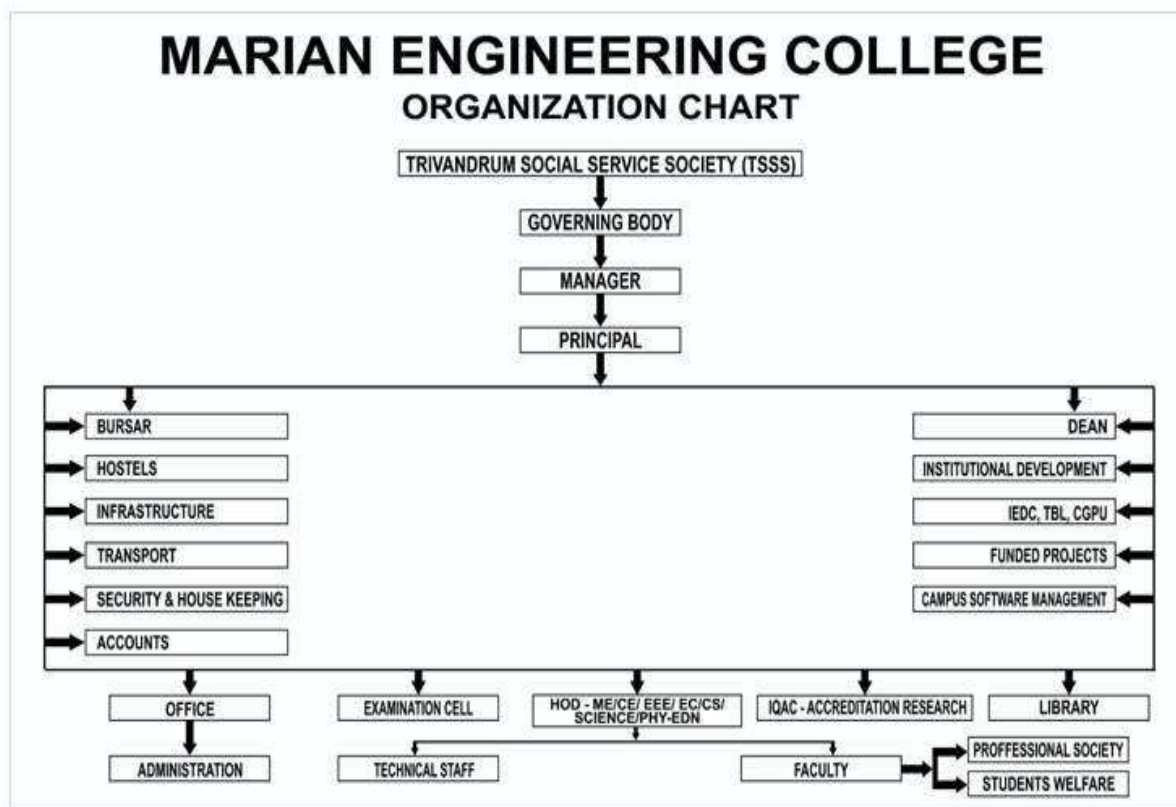 MARIAN ENGINEERING COLLEGE
ORGANIZATION CHART
TRIVANDRUM SOCIAL SERVICE SOCIETY (TSSS)
GOVERNING BODY
MANAGER
PRINCIPAL
BURSAR
HOSTELS
INFRASTRUCTURE
TRANSPORT
SECURITY & HOUSE KEEPING
ACCOUNTS
DEAN
INSTITUTIONAL DEVELOPMENT
IEDC, TBL, CGPU
FUNDED PROJECTS
CAMPUS SOFTWARE MANAGEMENT
OFFICE
EXAMINATION CELL
HOD - ME/CE/ EEE/ EC/CS/
SCIENCE/PHY-EDN
IQAC - ACCREDITATION RESEARCH
LIBRARY
ADMINISTRATION
TECHNICAL STAFF
FACULTY
PROFFESSIONAL SOCIETY
STUDENTS WELFARE